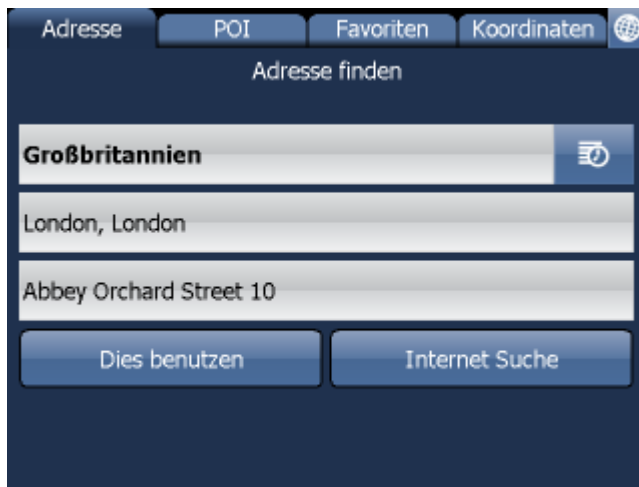 Adresse POI Favoriten Koordinaten
Adresse finden
Großbritannien
London, London
Abbey Orchard Street 10
Dies benutzen Internet Suche